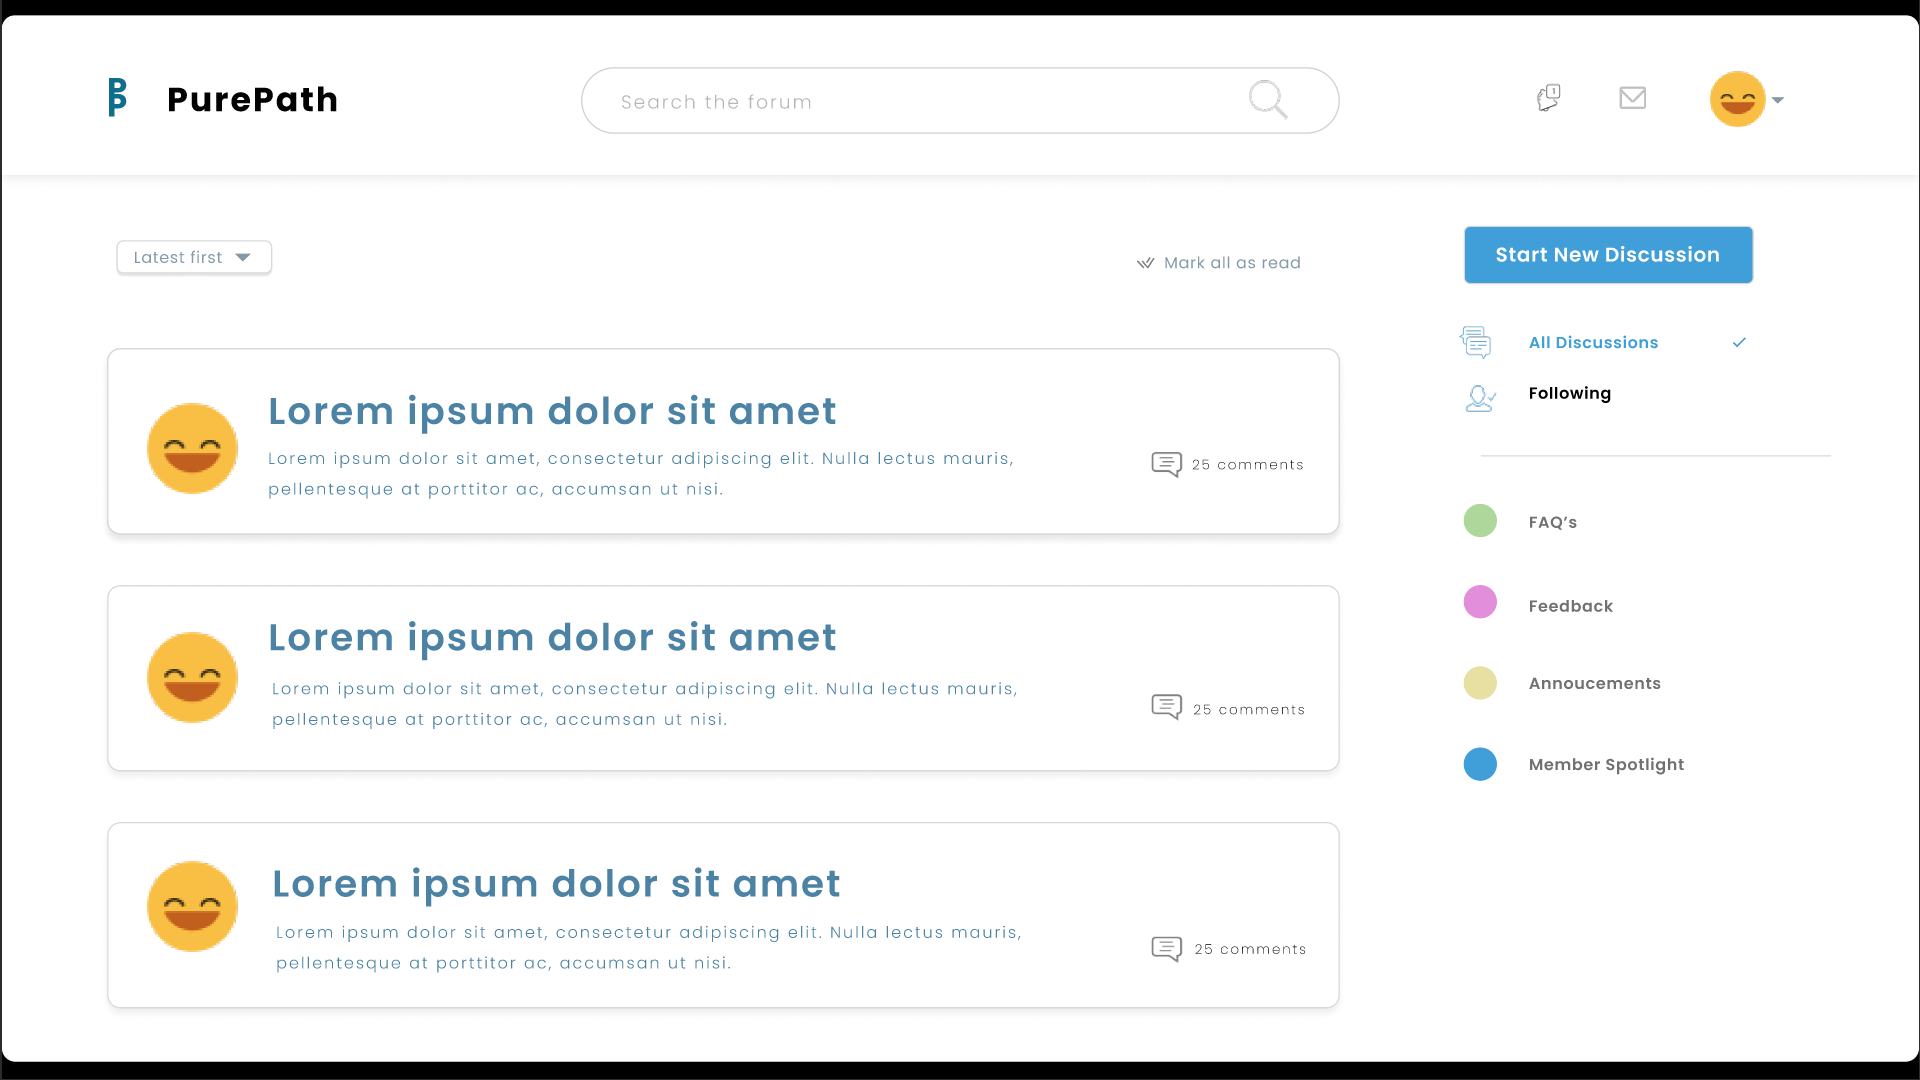 PurePath
Search the forum
1
Latest first
Mark all as read
Start New Discussion
All Discussions
Following
Lorem ipsum dolor sit amet
Lorem ipsum dolor sit amet, consectetur adipiscing elit. Nulla lectus mauris,
pellentesque at porttitor ac, accumsan ut nisi.
25 comments
Lorem ipsum dolor sit amet
Lorem ipsum dolor sit amet, consectetur adipiscing elit. Nulla lectus mauris,
pellentesque at porttitor ac, accumsan ut nisi.
25 comments
Lorem ipsum dolor sit amet
Lorem ipsum dolor sit amet, consectetur adipiscing elit. Nulla lectus mauris,
pellentesque at porttitor ac, accumsan ut nisi.
25 comments
FAQ’s
Feedback
Annoucements
Member Spotlight